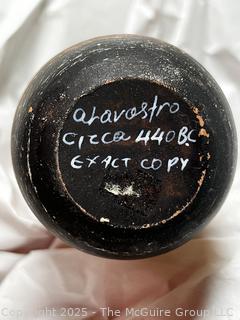 alavastro
Circa 440BC
EXACT COPY
Copyright ©2025 - The McGuire Group LLC